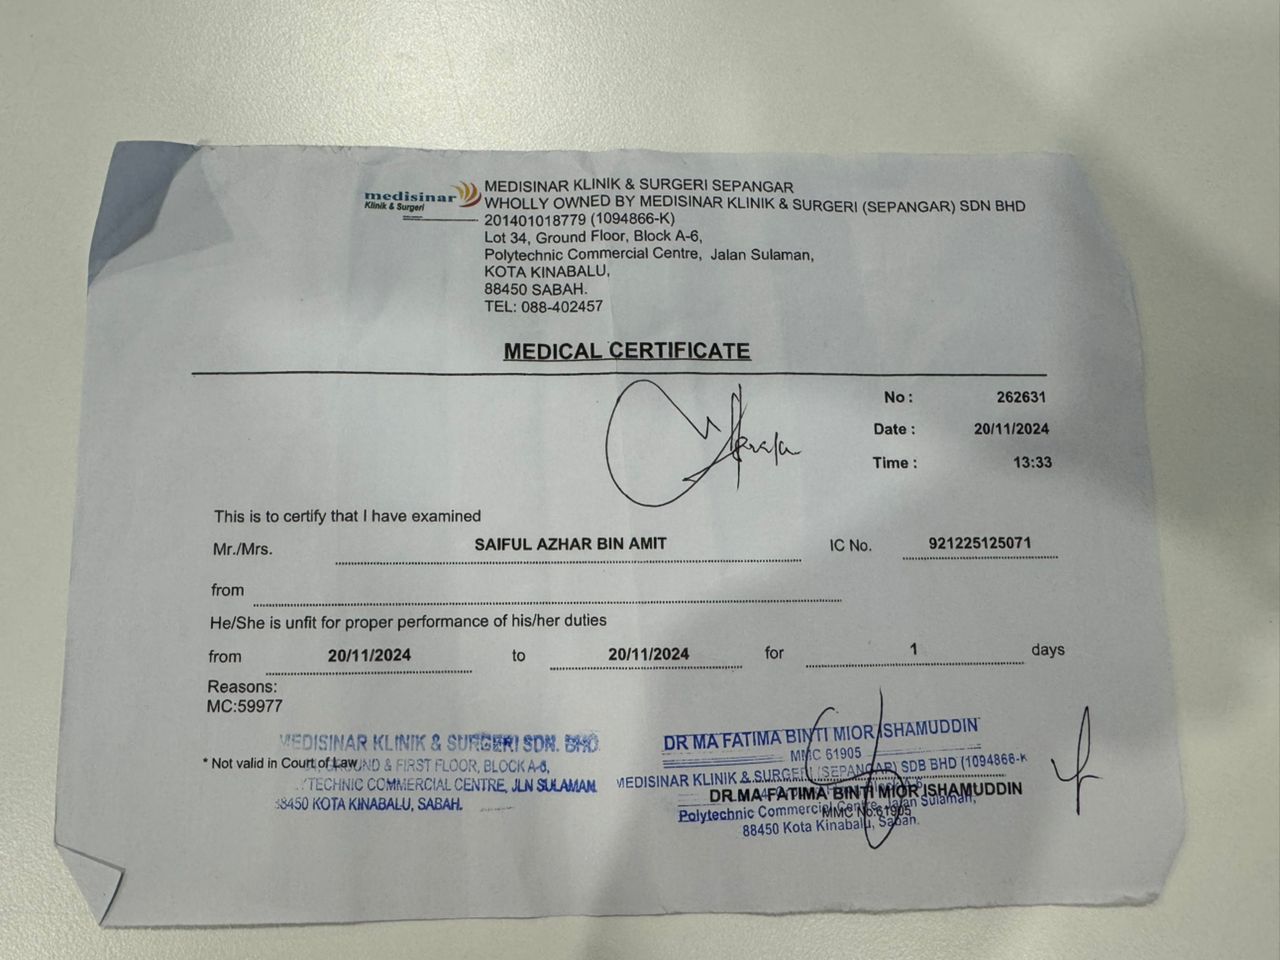 medisinar
Klinik & Surgeri
MEDISINAR KLINIK & SURGERI SEPANGAR
WHOLLY OWNED BY MEDISINAR KLINIK & SURGERI (SEPANGAR) SDN BHD
201401018779 (1094866-K)
Lot 34, Ground Floor, Block A-6,
Polytechnic Commercial Centre, Jalan Sulaman,
KOTA KINABALU,
88450 SABAH.
TEL: 088-402457
MEDICAL CERTIFICATE
No : 262631
Date : 20/11/2024
Time : 13:33
This is to certify that I have examined
Mr./Mrs. SAIFUL AZHAR BIN AMIT IC No. 921225125071
from
He/She is unfit for proper performance of his/her duties
from 20/11/2024 to 20/11/2024 for 1 days
Reasons:
MC:59977
MEDISINAR KLINIK & SURGERI SDN. BHD.
* Not valid in Court of Law
& FIRST FLOOR, BLOCK A-6,
TECHNIC COMMERCIAL CENTRE, JLN SULAMAN.
88450 KOTA KINABALU, SABAH.
DR MA FATIMA BINTI MIOR ISHAMUDDIN
MMC 61905
MEDISINAR KLINIK & SURGERI (SEPANGAR) SDB BHD (1094866-K
DR MA FATIMA BINTI MIOR ISHAMUDDIN
MMC No:61905
Polytechnic Commercial Centre, Jalan Sulaman,
88450 Kota Kinabalu, Sabah.